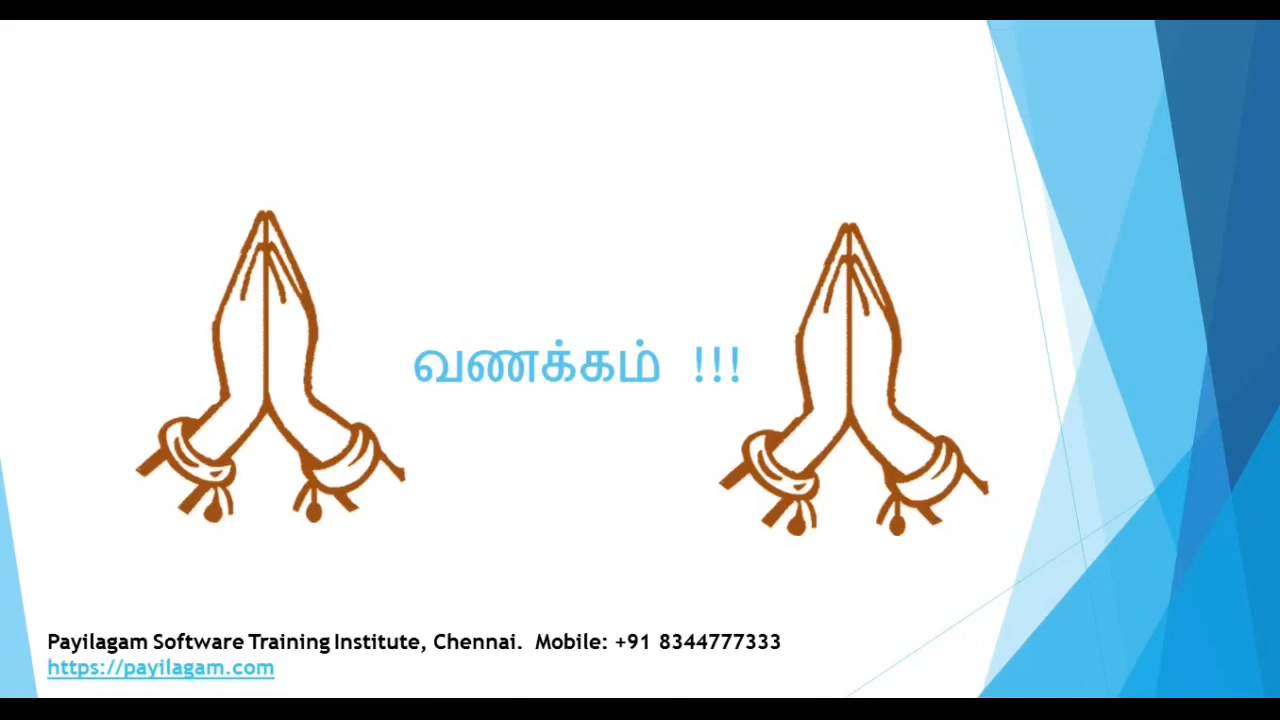 வணக்கம் !!!
Payilagam Software Training Institute, Chennai. Mobile: +91 8344777333
https://payilagam.com